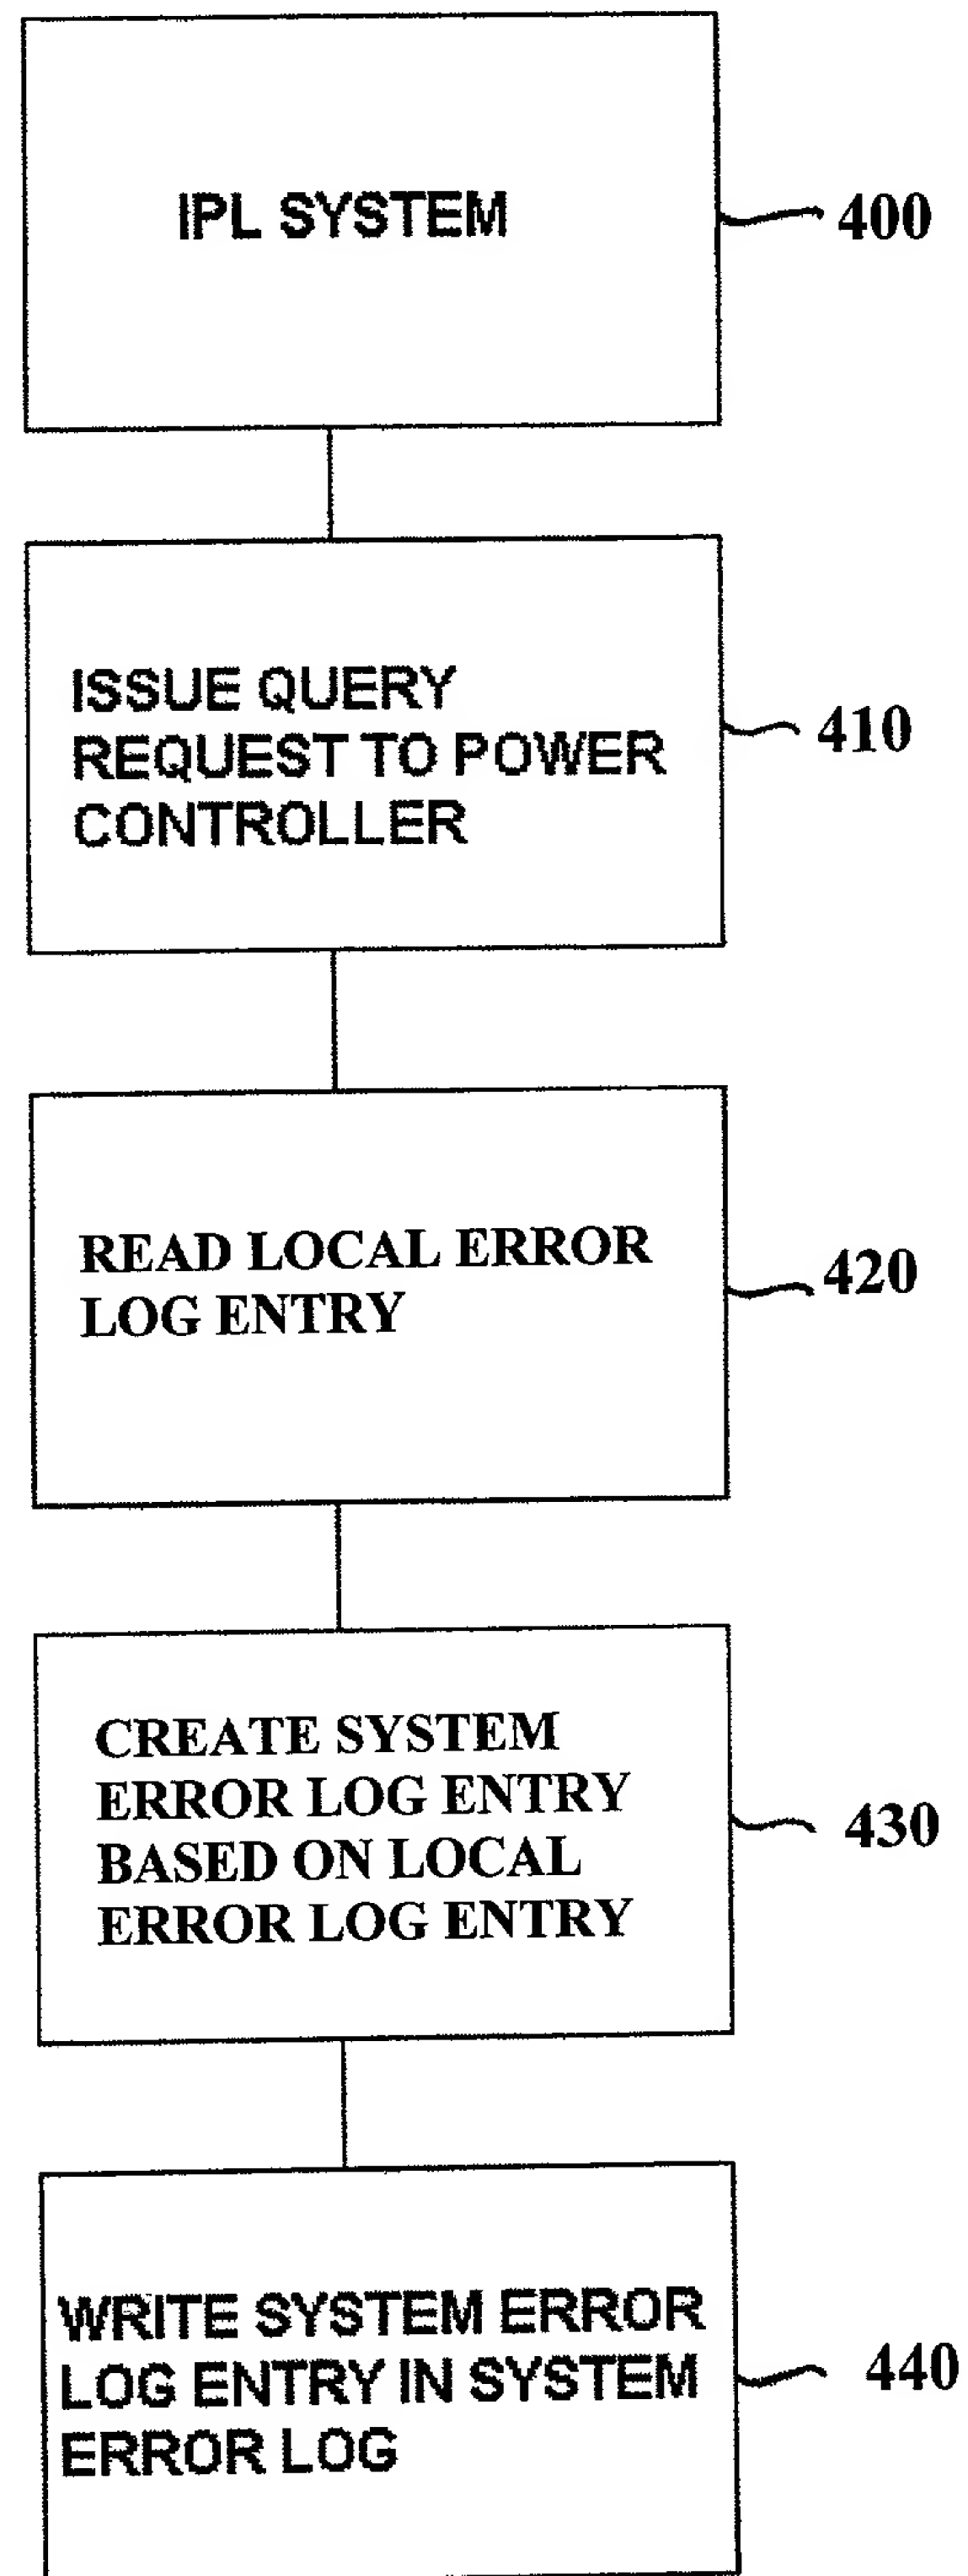 IPL SYSTEM
400
ISSUE QUERY
REQUEST TO POWER
CONTROLLER
410
READ LOCAL ERROR
LOG ENTRY
420
CREATE SYSTEM
ERROR LOG ENTRY
BASED ON LOCAL
ERROR LOG ENTRY
430
WRITE SYSTEM ERROR
LOG ENTRY IN SYSTEM
ERROR LOG
440